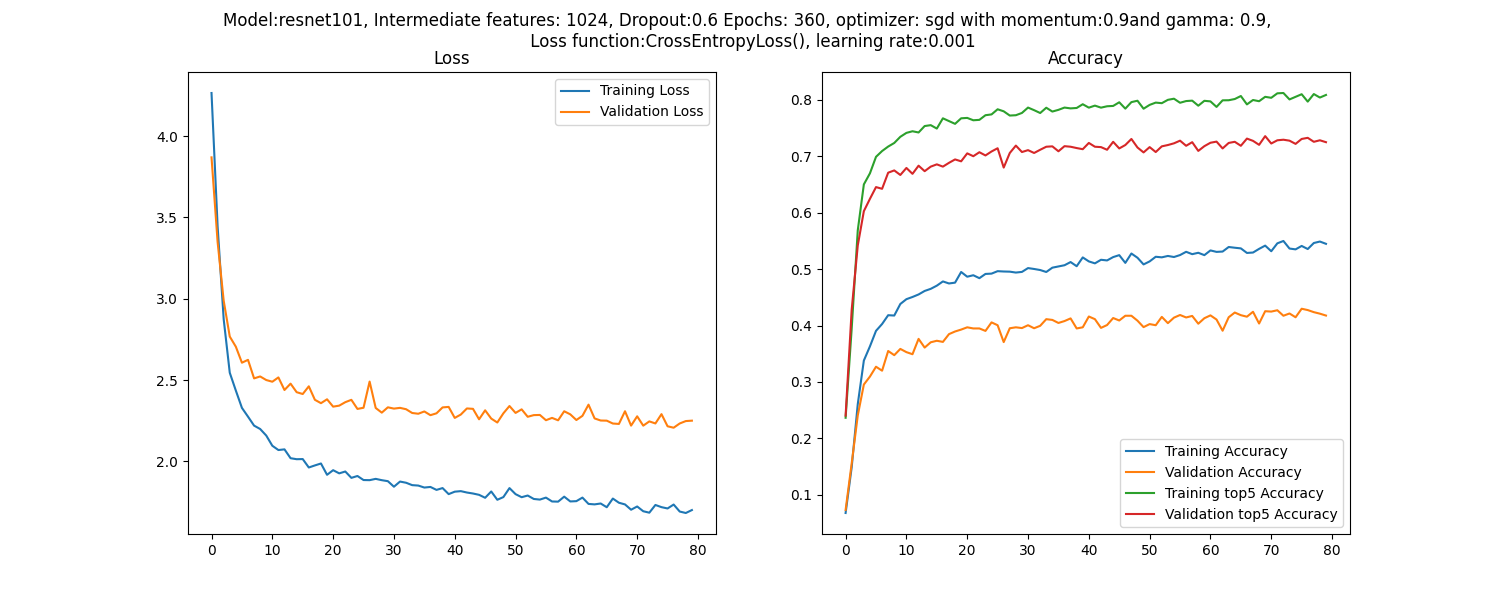 Model:resnet101, Intermediate features: 1024, Dropout:0.6 Epochs: 360, optimizer: sgd with momentum:0.9and gamma: 0.9,
Loss function:CrossEntropyLoss(), learning rate:0.001
Loss
Training Loss
Validation Loss
4.0
3.5
3.0
2.5
2.0
0 10 20 30 40 50 60 70 80
Accuracy
0.8
0.7
0.6
0.5
0.4
0.3
0.2
0.1
Training Accuracy
Validation Accuracy
Training top5 Accuracy
Validation top5 Accuracy
0 10 20 30 40 50 60 70 80